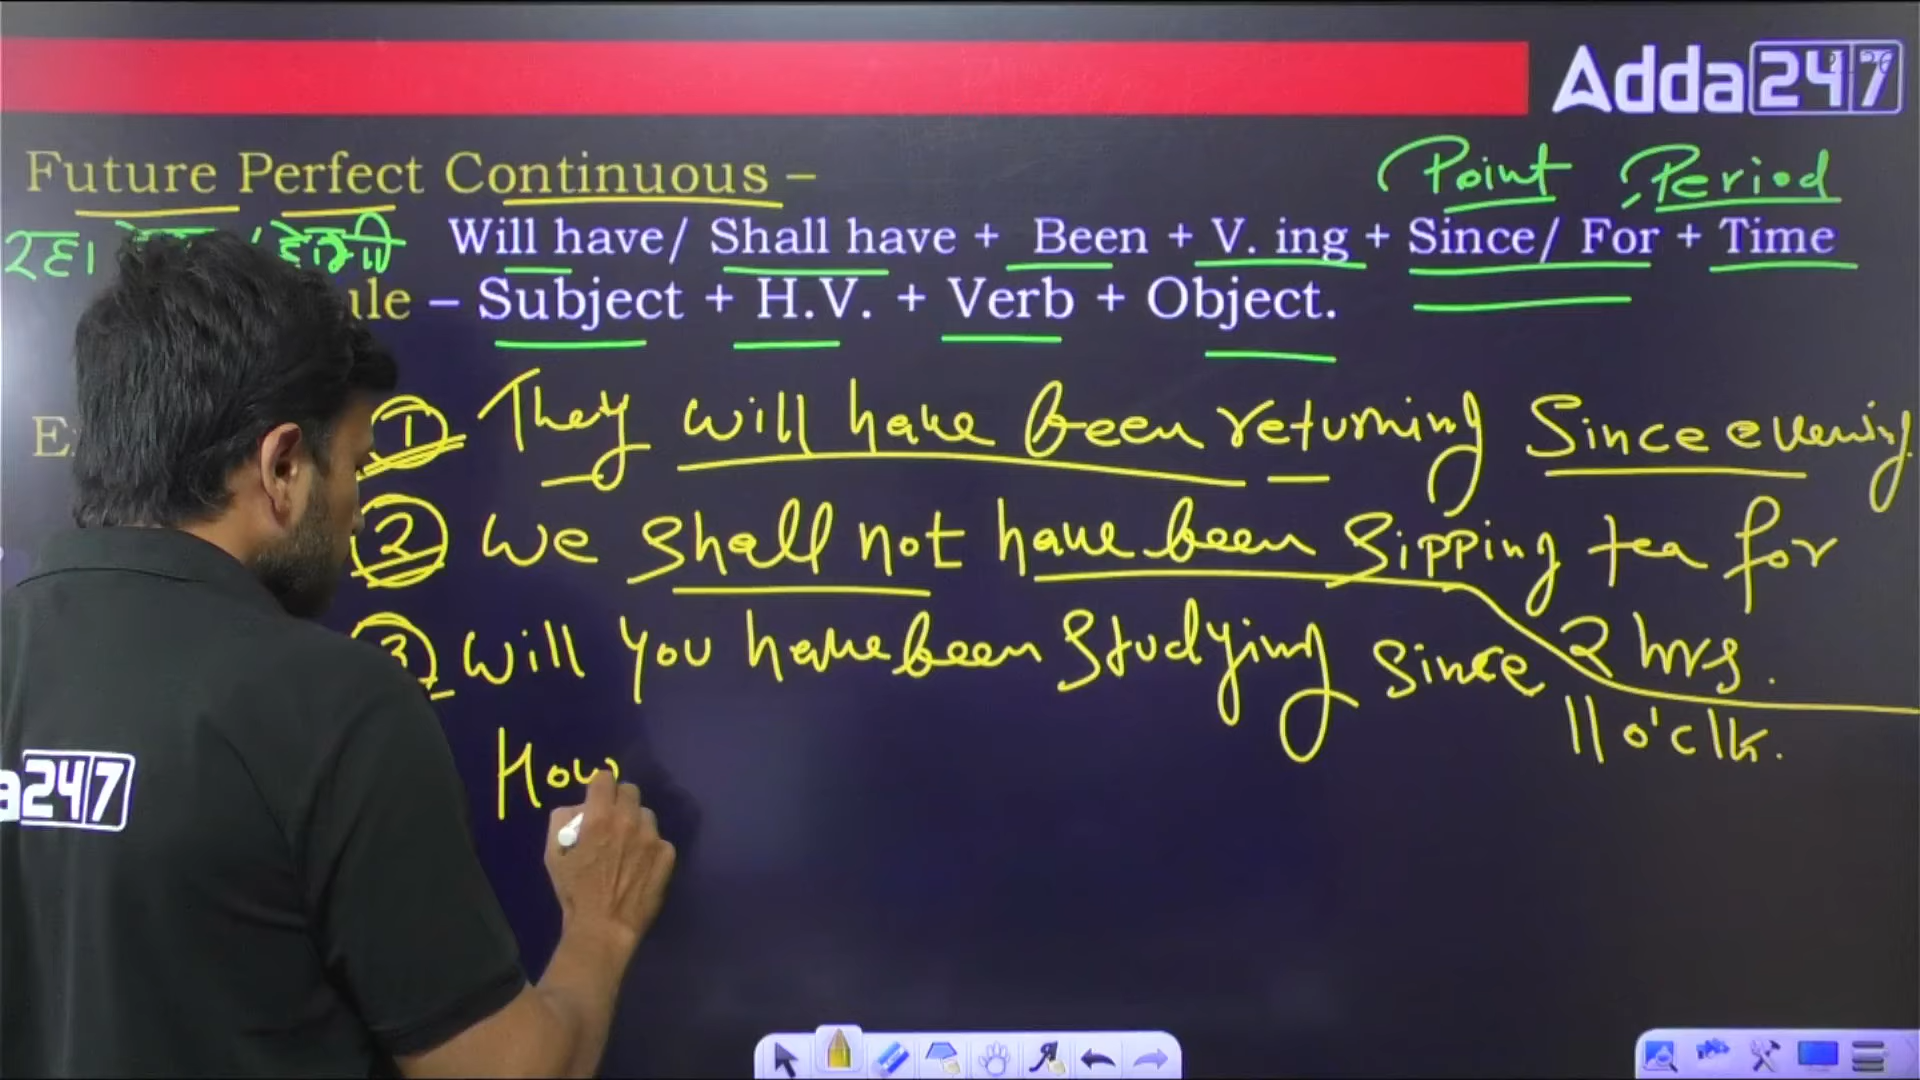 Adda247
Future Perfect Continuous –
Point Period
रहा
Will have/ Shall have + Been + V. ing + Since/ For + Time
ule – Subject + H.V. + Verb + Object.
① They will have been returning Since evening.
② We shall not have been sipping tea for
2 hrs.
3 Will you have been studying since
11 o'clk.
How
a247